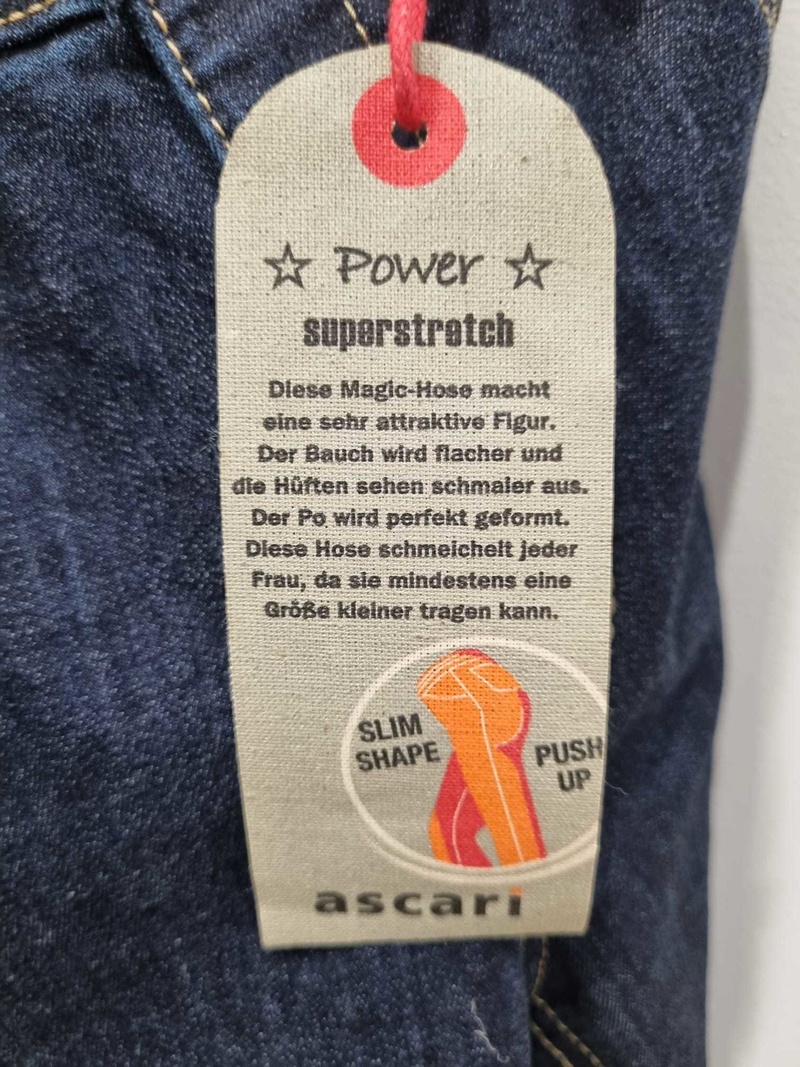 ☆ Power ☆
superstretch
Diese Magic-Hose macht
eine sehr attraktive Figur.
Der Bauch wird flacher und
die Hüften sehen schmaler aus.
Der Po wird perfekt geformt.
Diese Hose schmeichelt jeder
Frau, da sie mindestens eine
Größe kleiner tragen kann.
SLIM
SHAPE
PUSH
UP
ascari